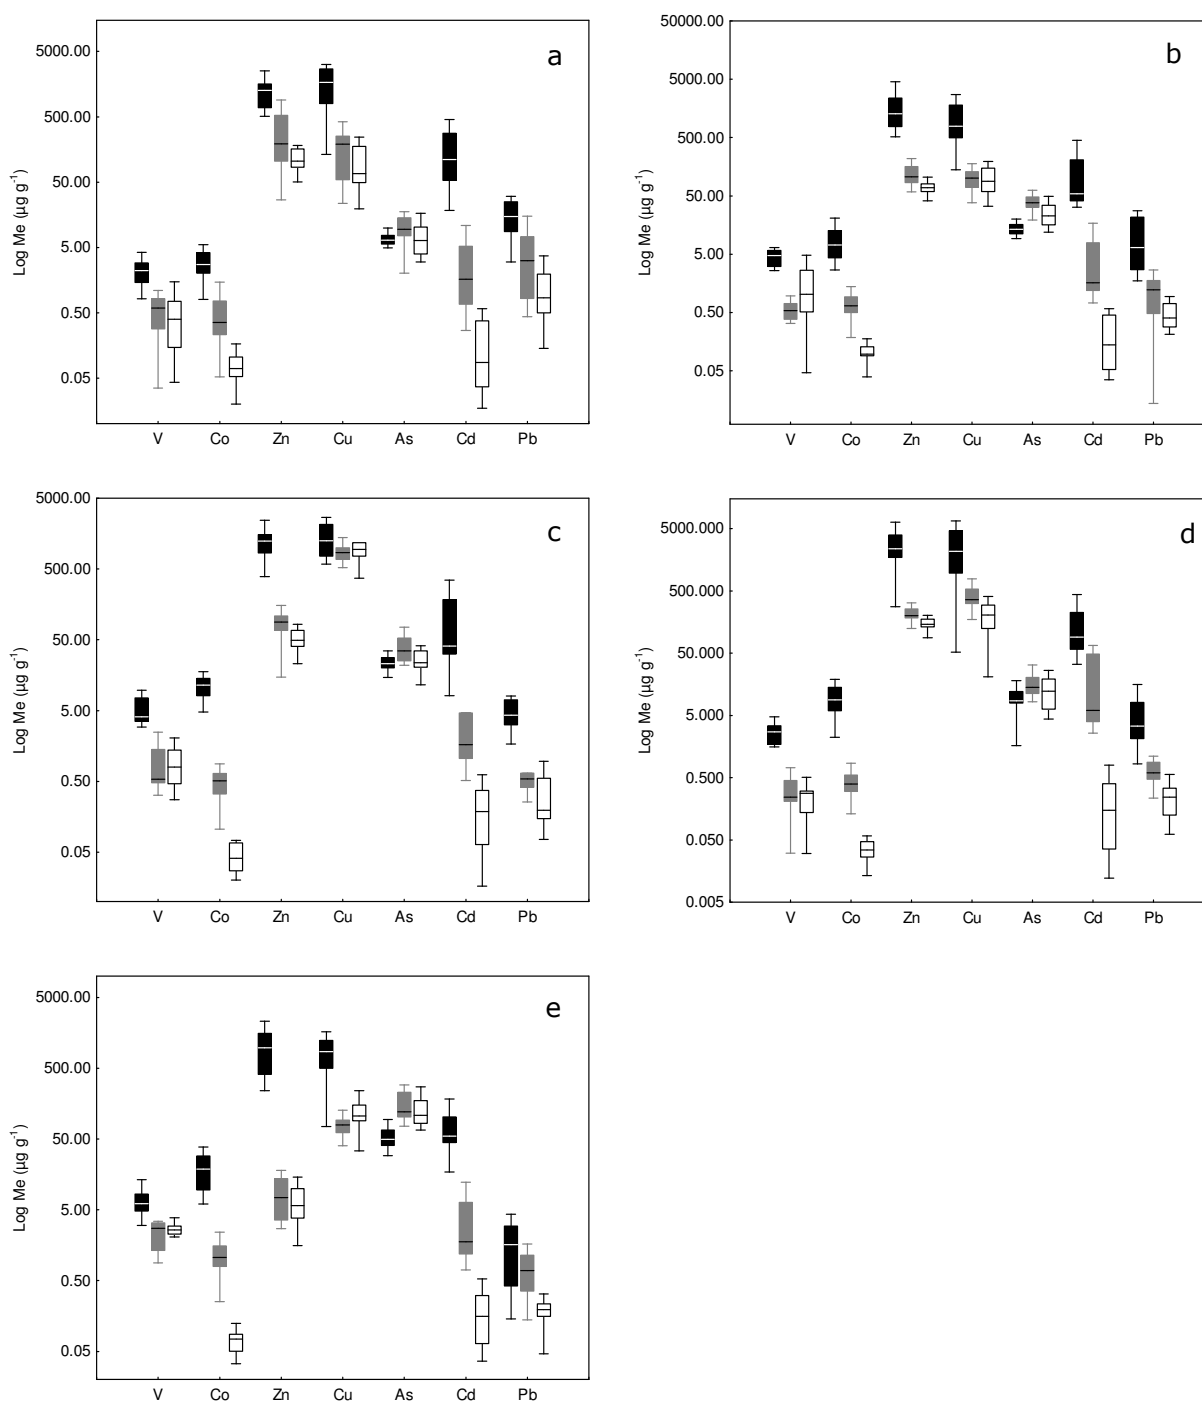 a
5000.00
500.00
50.00
5.00
0.50
0.05
Log Me (µg g⁻¹)
V Co Zn Cu As Cd Pb
b
50000.00
5000.00
500.00
50.00
5.00
0.50
0.05
Log Me (µg g⁻¹)
V Co Zn Cu As Cd Pb
c
5000.00
500.00
50.00
5.00
0.50
0.05
Log Me (µg g⁻¹)
V Co Zn Cu As Cd Pb
d
5000.000
500.000
50.000
5.000
0.500
0.050
0.005
Log Me (µg g⁻¹)
V Co Zn Cu As Cd Pb
e
5000.00
500.00
50.00
5.00
0.50
0.05
Log Me (µg g⁻¹)
V Co Zn Cu As Cd Pb